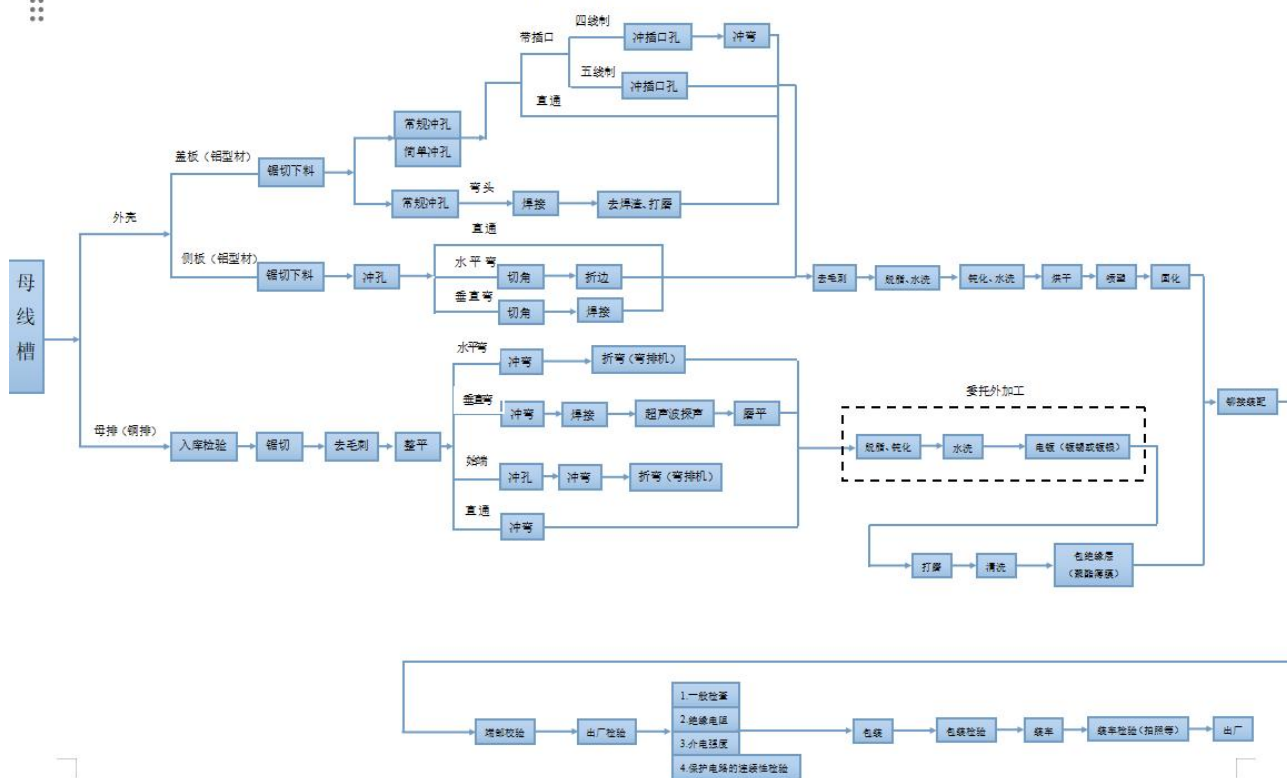 四线制
带插口
冲插口孔
冲弯
五线制
冲插口孔
直通
常规冲孔
简单冲孔
盖板（铝型材）
锯切下料
弯头
常规冲孔
焊接
去焊渣、打磨
外壳
直通
侧板（铝型材）
水平弯
锯切下料
冲孔
切角
折边
垂直弯
切角
焊接
去毛刺
脱脂、水洗
钝化、水洗
烘干
喷塑
固化
母线槽
水平弯
冲弯
折弯（弯排机）
垂直弯
冲弯
焊接
超声波探声
磨平
母排（铜排）
入库检验
锯切
去毛刺
整平
始端
冲孔
冲弯
折弯（弯排机）
直通
冲弯
委托外加工
脱脂、钝化
水洗
电镀（镀锡或镀银）
铆接装配
打磨
清洗
包绝缘层
（聚酯薄膜）
端部校验
出厂检验
1.一般检查
2.绝缘电阻
3.介电强度
4.保护电路的连续性检验
包装
包装检验
装车
装车检验（拍照等）
出厂